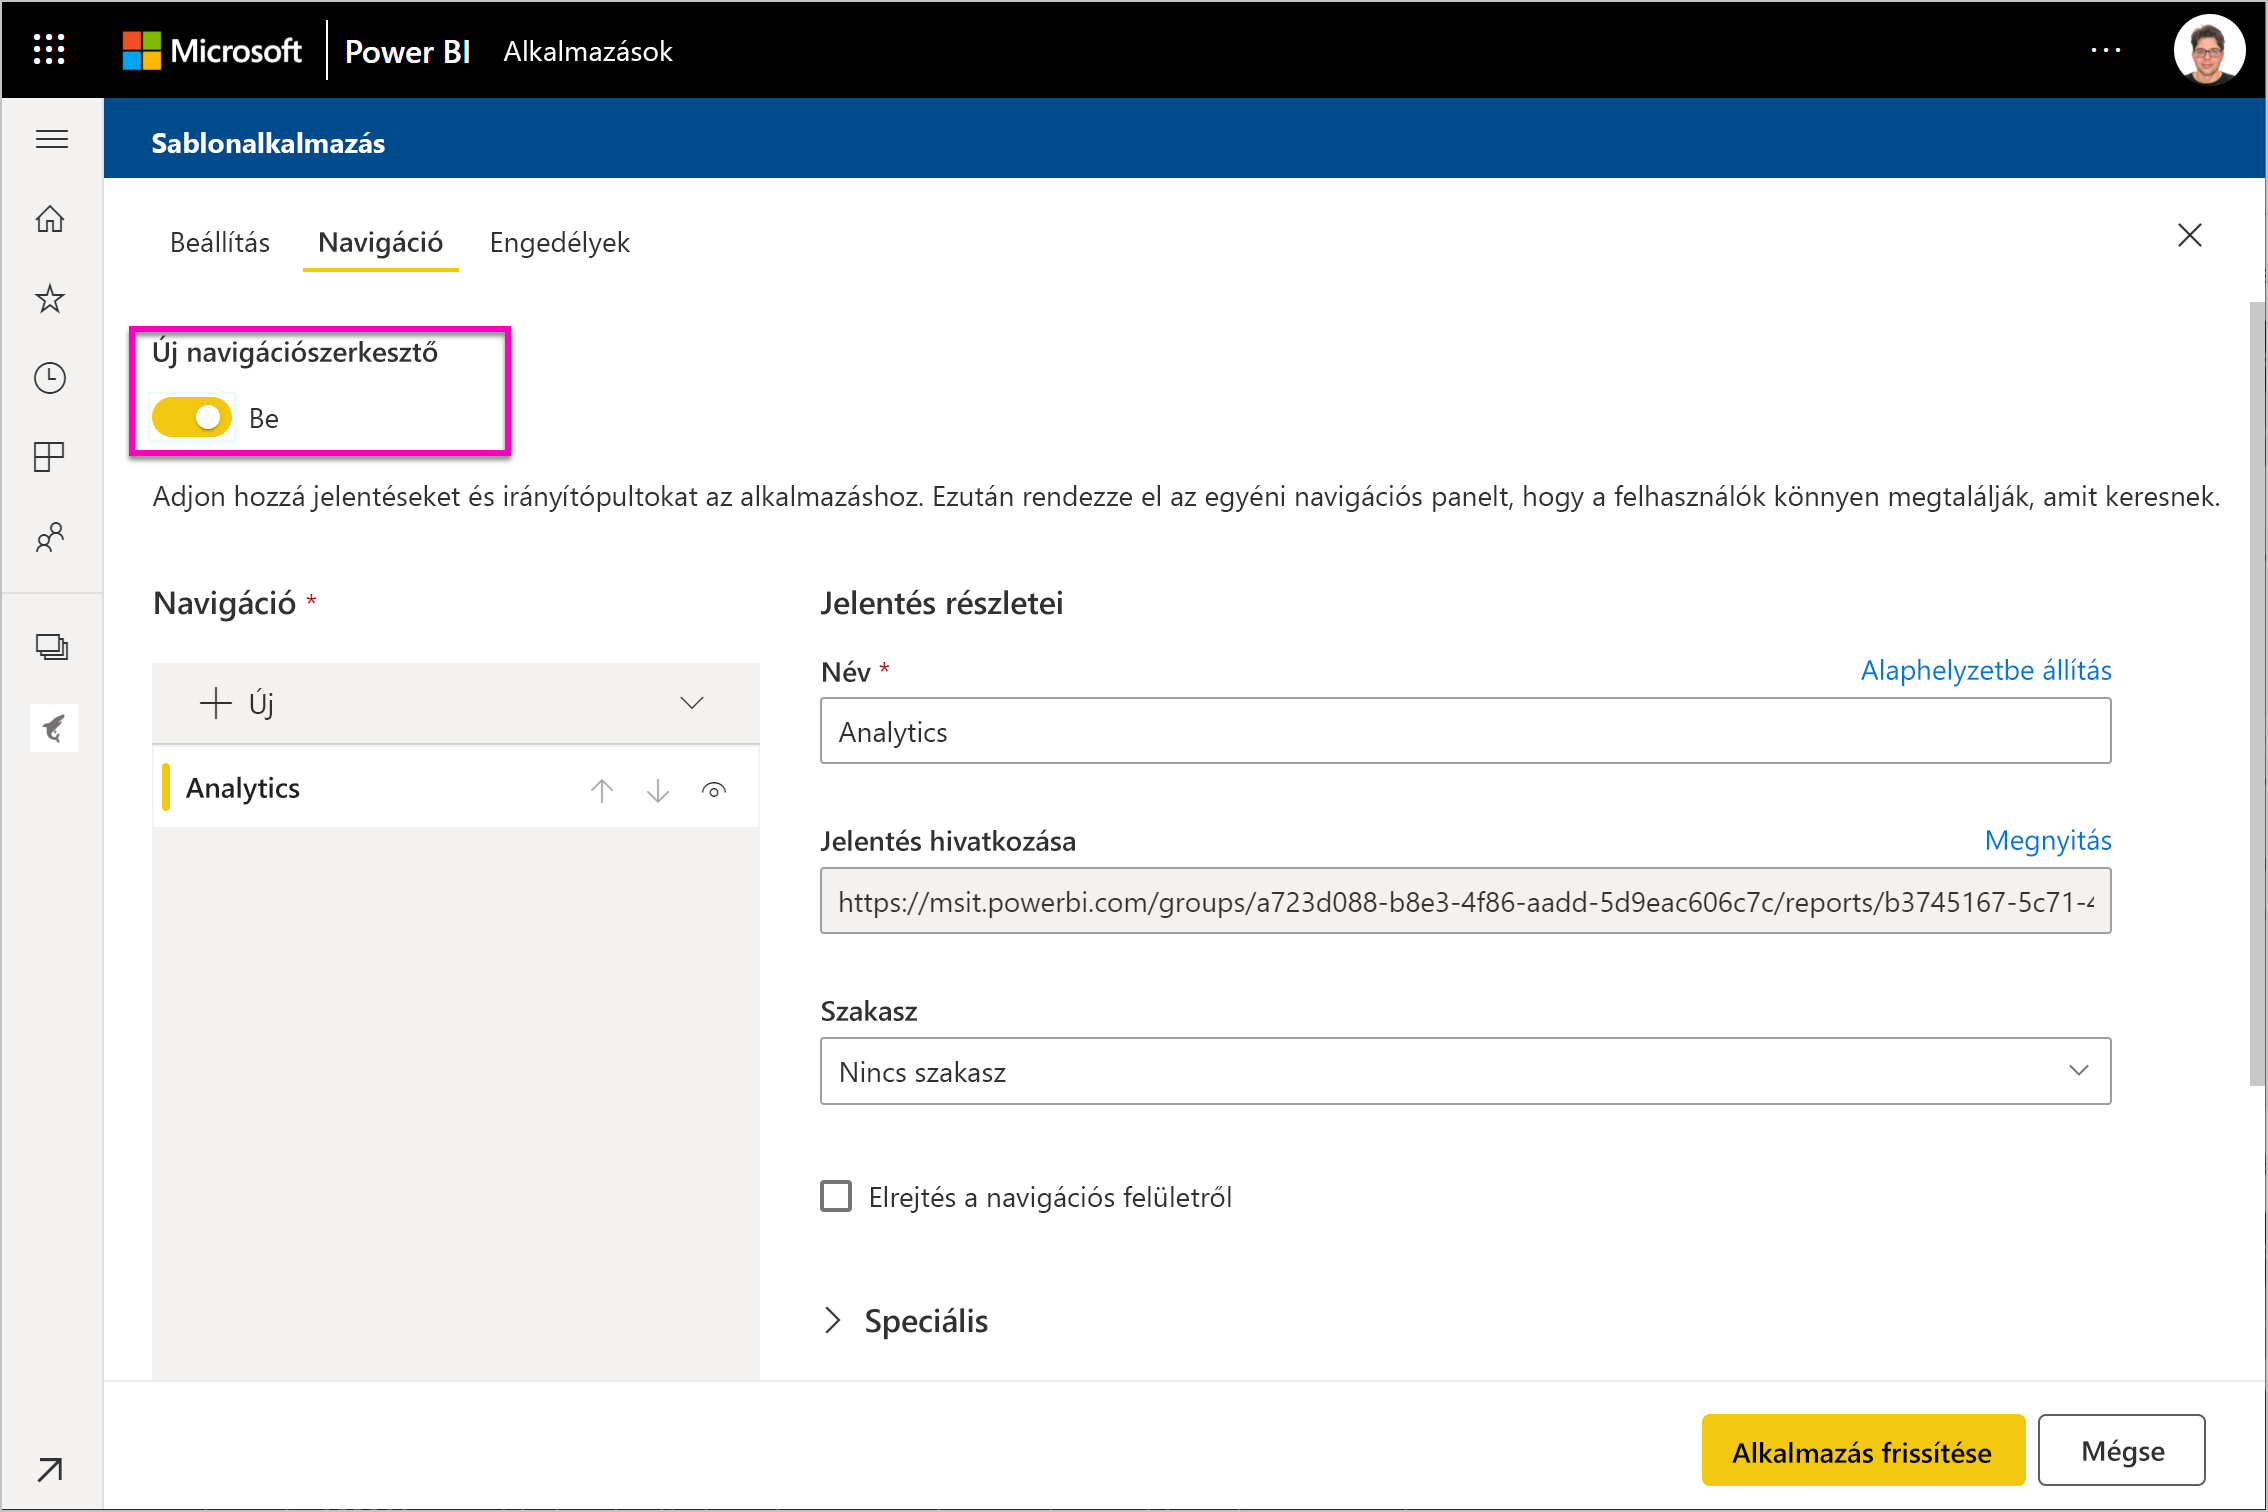 Microsoft Power BI Alkalmazások
Sablonalkalmazás
Beállítás Navigáció Engedélyek
Új navigációszerkesztő
Be
Adjon hozzá jelentéseket és irányítópultokat az alkalmazáshoz. Ezután rendezze el az egyéni navigációs panelt, hogy a felhasználók könnyen megtalálják, amit keresnek.
Navigáció *
Új
Analytics
Jelentés részletei
Név * Alaphelyzetbe állítás
Analytics
Jelentés hivatkozása Megnyitás
https://msit.powerbi.com/groups/a723d088-b8e3-4f86-aadd-5d9eac606c7c/reports/b3745167-5c71-4
Szakasz
Nincs szakasz
Elrejtés a navigációs felületről
Speciális
Alkalmazás frissítése Mégse